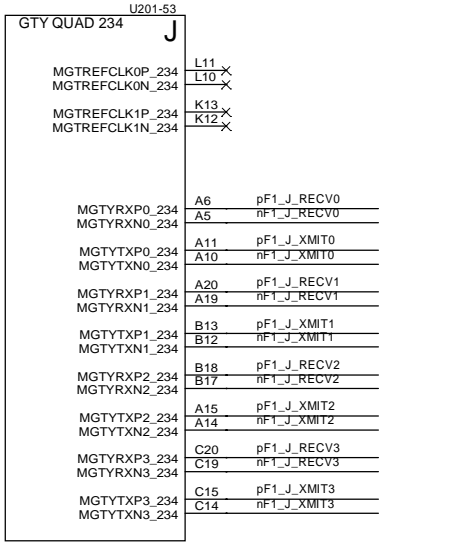 U201-53
GTY QUAD 234 J
MGTREFCLK0P_234 L11
MGTREFCLK0N_234 L10
MGTREFCLK1P_234 K13
MGTREFCLK1N_234 K12
MGTYRXP0_234 A6 pF1_J_RECV0
MGTYRXN0_234 A5 nF1_J_RECV0
MGTYTXP0_234 A11 pF1_J_XMIT0
MGTYTXN0_234 A10 nF1_J_XMIT0
MGTYRXP1_234 A20 pF1_J_RECV1
MGTYRXN1_234 A19 nF1_J_RECV1
MGTYTXP1_234 B13 pF1_J_XMIT1
MGTYTXN1_234 B12 nF1_J_XMIT1
MGTYRXP2_234 B18 pF1_J_RECV2
MGTYRXN2_234 B17 nF1_J_RECV2
MGTYTXP2_234 A15 pF1_J_XMIT2
MGTYTXN2_234 A14 nF1_J_XMIT2
MGTYRXP3_234 C20 pF1_J_RECV3
MGTYRXN3_234 C19 nF1_J_RECV3
MGTYTXP3_234 C15 pF1_J_XMIT3
MGTYTXN3_234 C14 nF1_J_XMIT3